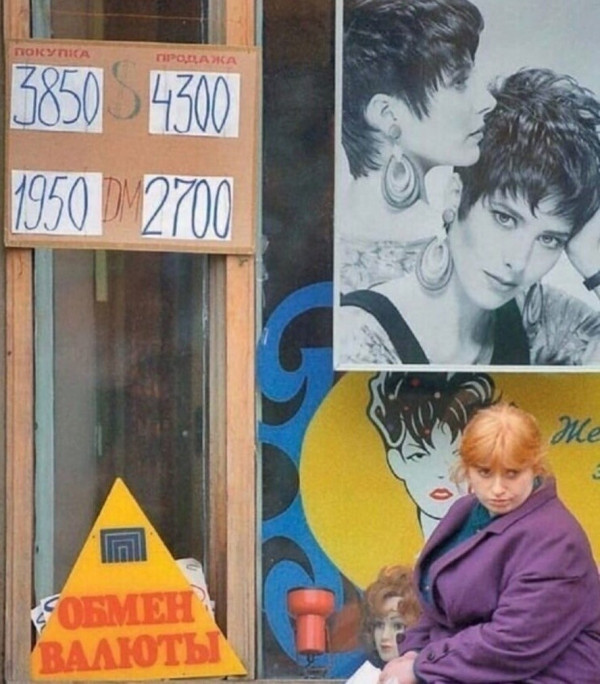 ПОКУПКА ПРОДАЖА
3850 $ 4300
1950 DM 2700
ОБМЕН
ВАЛЮТЫ